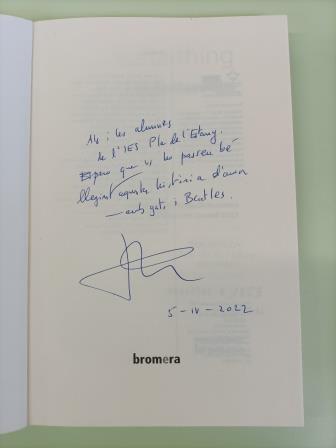 Als i les alumnes
de l'IES Pla de l'Estany.
Espero que us ho passeu bé
llegint aquesta història d'amor
amb gats i Beatles.
5-IV-2022
bromera